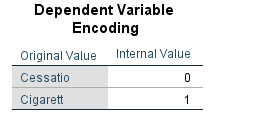 Dependent Variable
Encoding
Original Value Internal Value
Cessatio 0
Cigarett 1